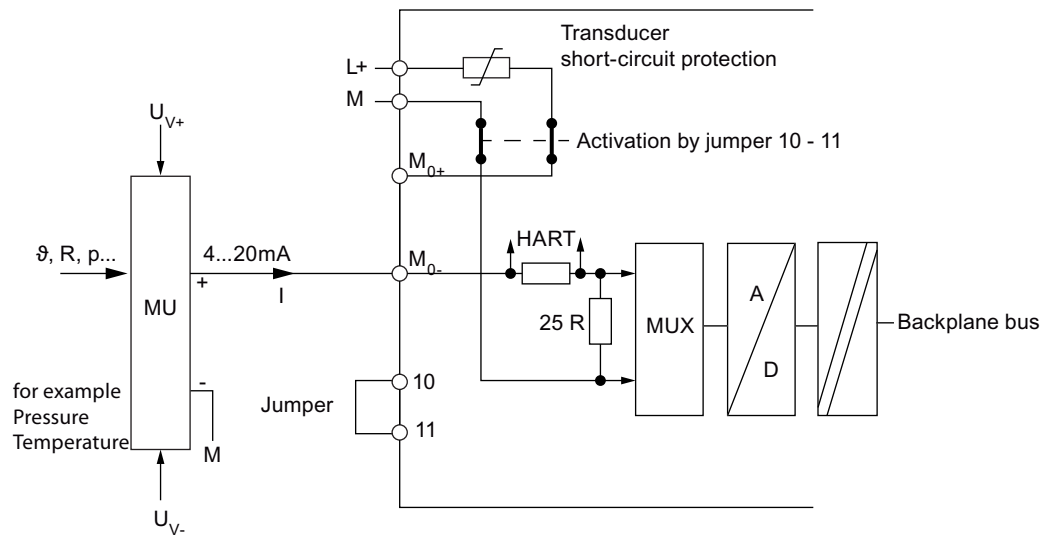 Transducer
short-circuit protection
L+
M
Activation by jumper 10 - 11
U_V+
M_0+
ϑ, R, p...
4...20mA
M_0-
HART
+
I
MU
25 R
MUX
A
D
Backplane bus
for example
Pressure
Temperature
-
M
Jumper
10
11
U_V-